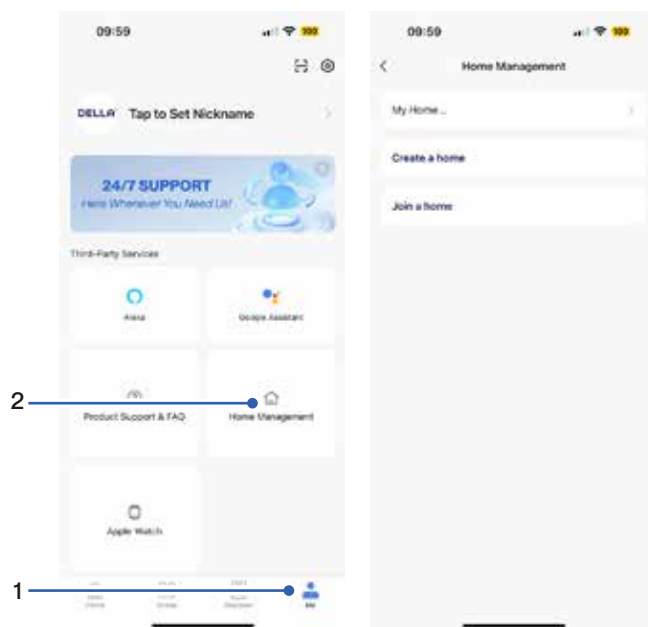 09:59
100
DELLA Tap to Set Nickname
24/7 SUPPORT
Here Whenever You Need Us!
Third-Party Services
Alexa
Google Assistant
2
Product Support & FAQ
Home Management
Apple Watch
1
Me
09:59
100
Home Management
My Home..
Create a home
Join a home